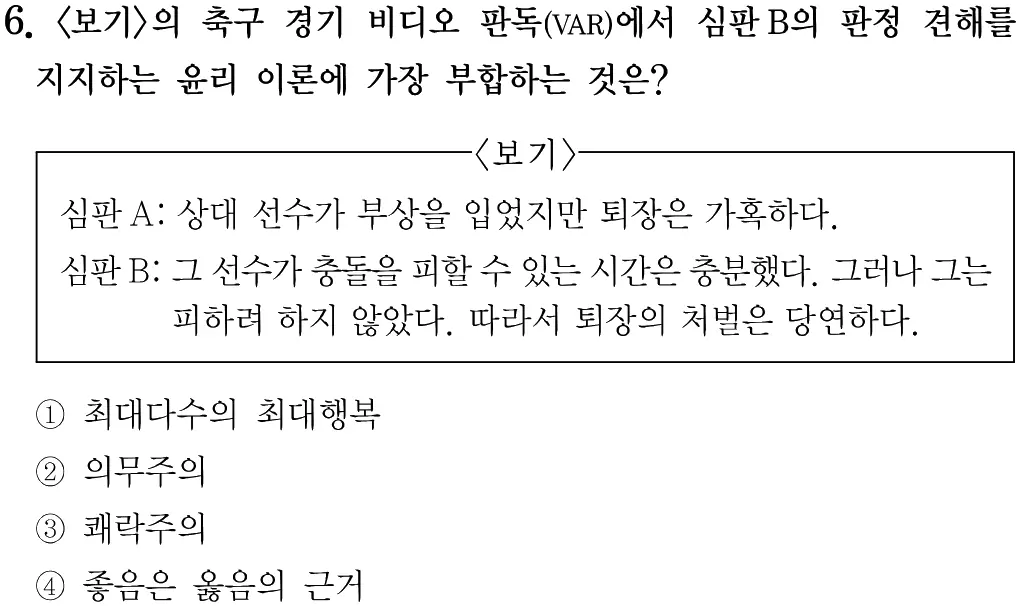 6. 〈보기〉의 축구 경기 비디오 판독(VAR)에서 심판 B의 판정 견해를
지지하는 윤리 이론에 가장 부합하는 것은?
〈보기〉
심판 A: 상대 선수가 부상을 입었지만 퇴장은 가혹하다.
심판 B: 그 선수가 충돌을 피할 수 있는 시간은 충분했다. 그러나 그는
피하려 하지 않았다. 따라서 퇴장의 처벌은 당연하다.
① 최대다수의 최대행복
② 의무주의
③ 쾌락주의
④ 좋음은 옳음의 근거